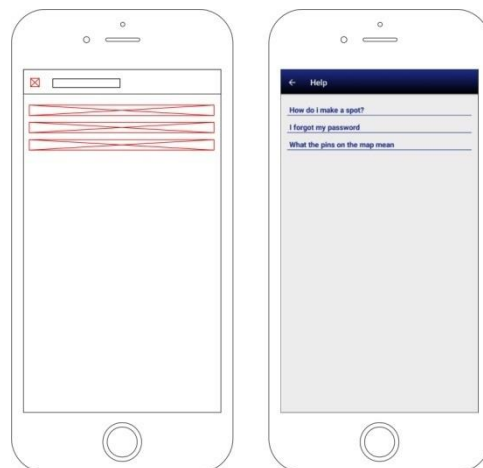 Help
How do i make a spot?
I forgot my password
What the pins on the map mean